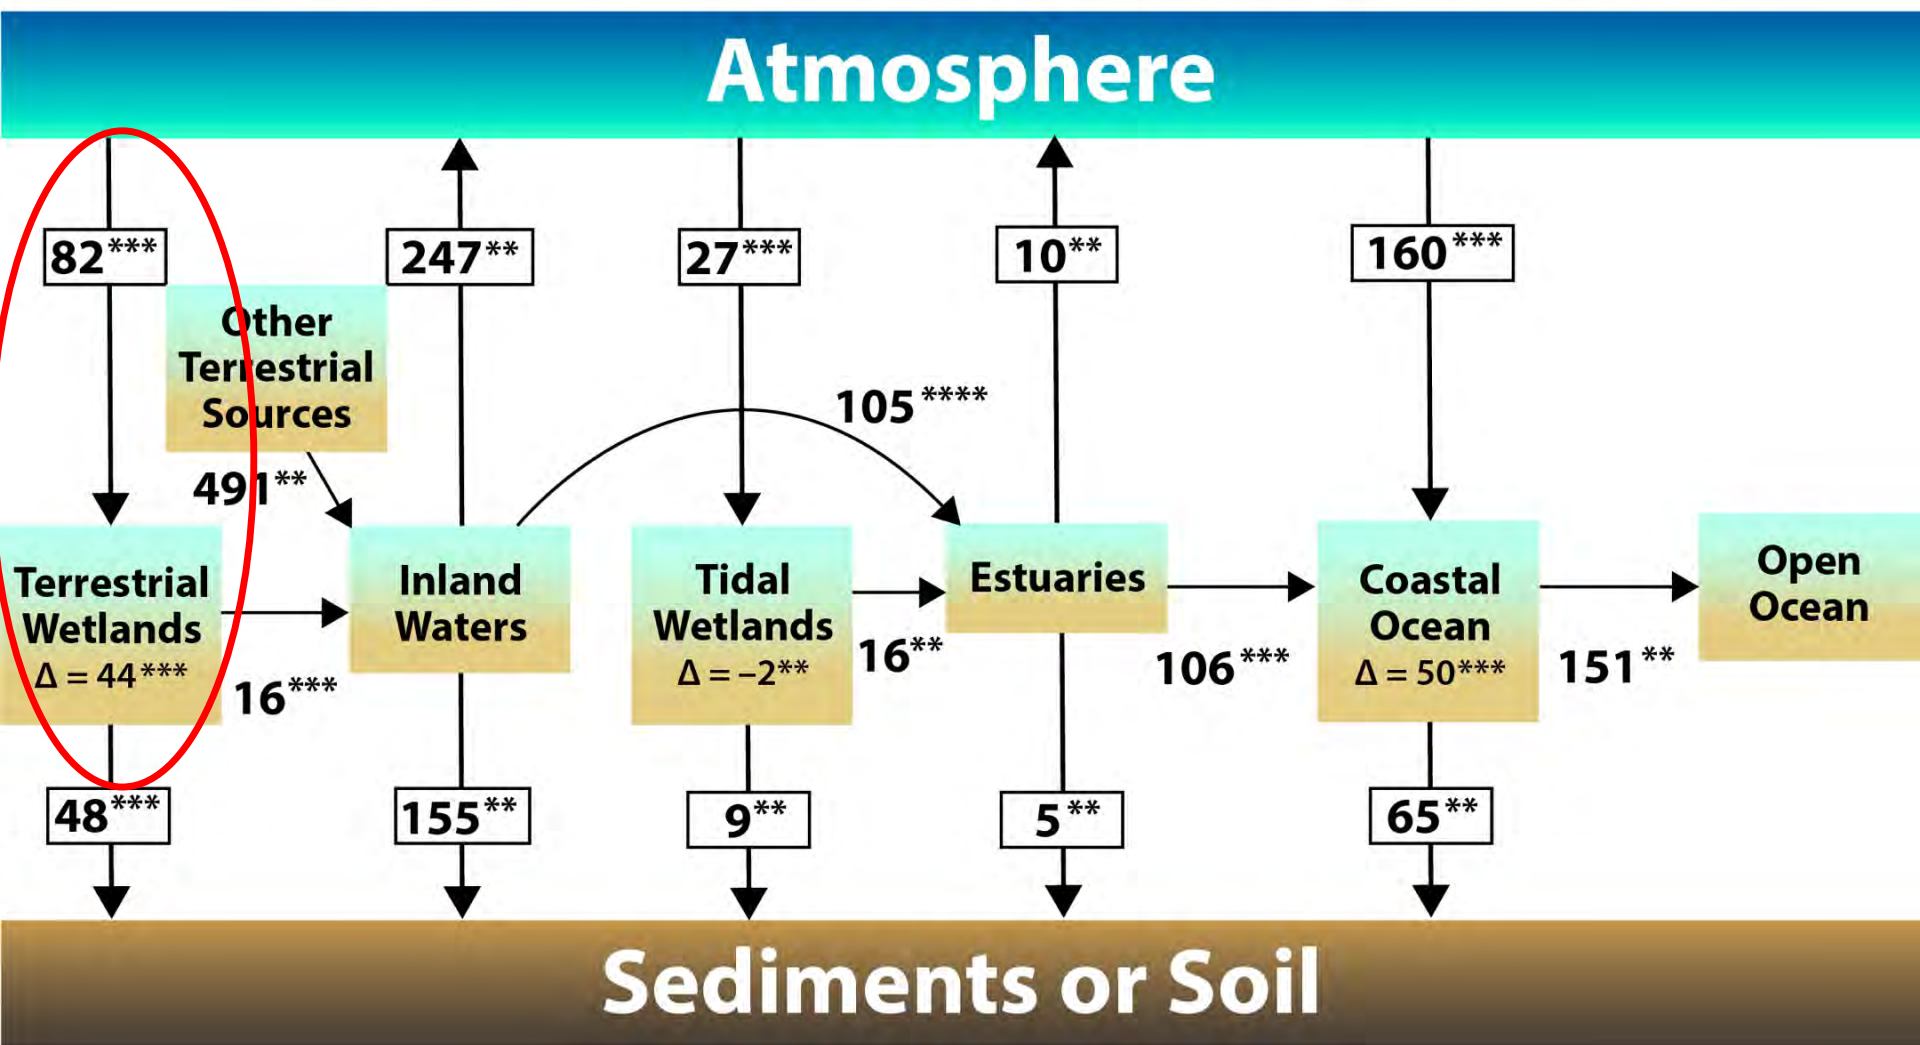 Atmosphere
82***
247**
27***
10**
160***
Other
Terrestrial
Sources
105****
491**
Terrestrial
Wetlands
Δ = 44***
16***
Inland
Waters
Tidal
Wetlands
Δ = –2**
16**
Estuaries
106***
Coastal
Ocean
Δ = 50***
151**
Open
Ocean
48***
155**
9**
5**
65**
Sediments or Soil